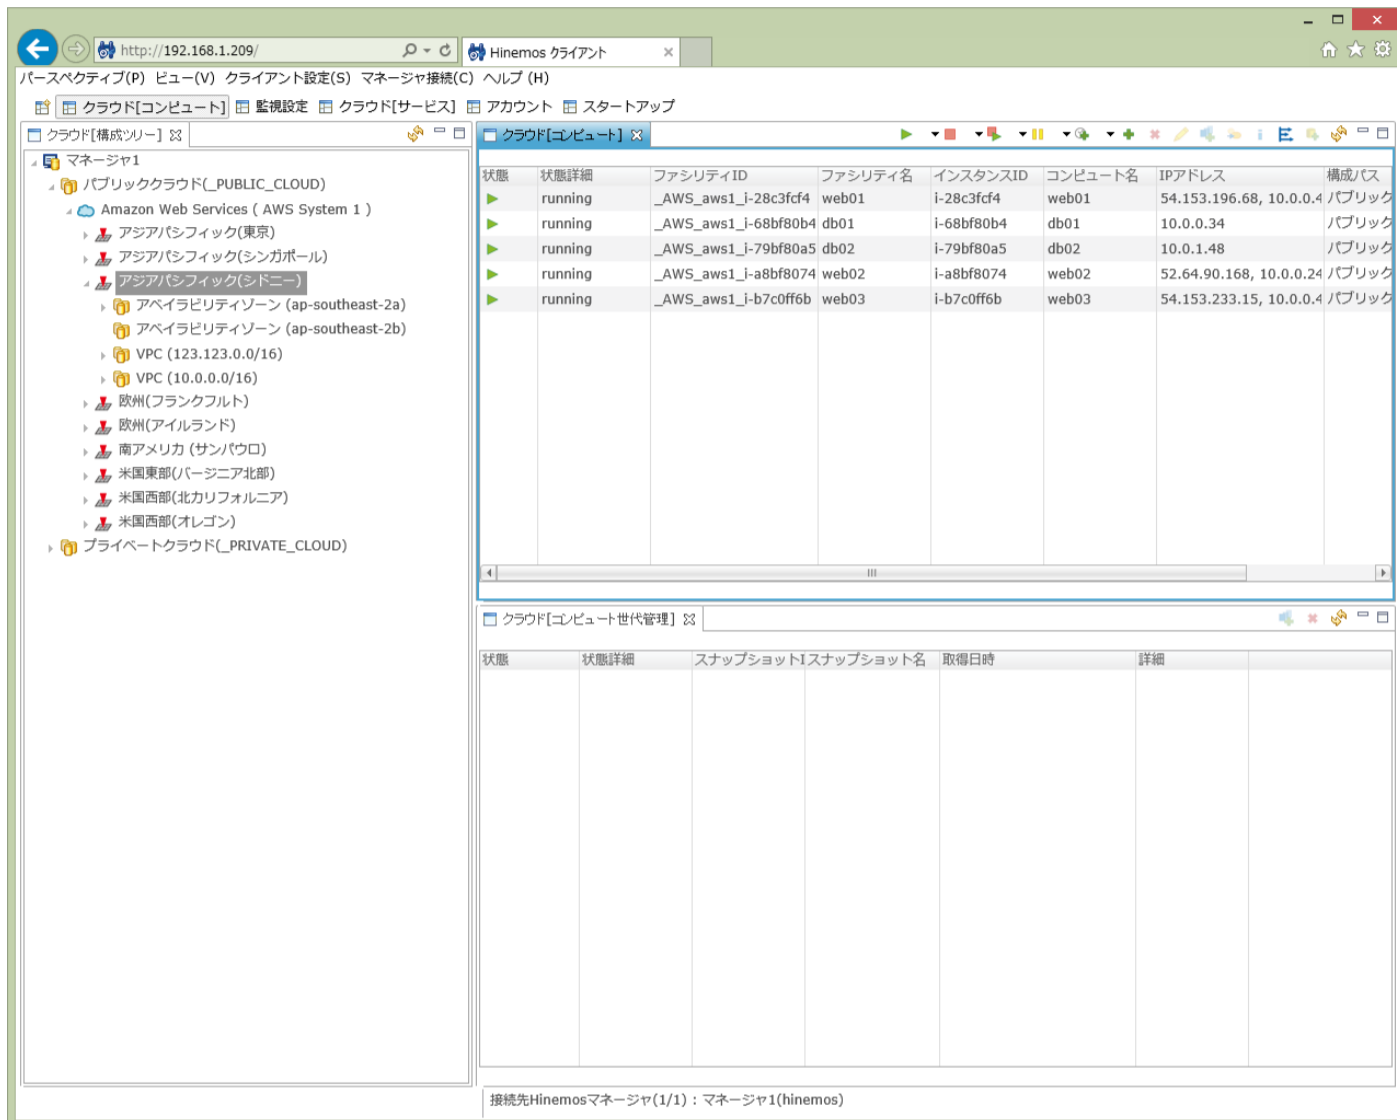 http://192.168.1.209/
Hinemos クライアント
パースペクティブ(P) ビュー(V) クライアント設定(S) マネージャ接続(C) ヘルプ (H)
クラウド[コンピュート] 監視設定 クラウド[サービス] アカウント スタートアップ
クラウド[構成ツリー]
マネージャ1
パブリッククラウド(_PUBLIC_CLOUD)
Amazon Web Services ( AWS System 1 )
アジアパシフィック(東京)
アジアパシフィック(シンガポール)
アジアパシフィック(シドニー)
アベイラビリティゾーン (ap-southeast-2a)
アベイラビリティゾーン (ap-southeast-2b)
VPC (123.123.0.0/16)
VPC (10.0.0.0/16)
欧州(フランクフルト)
欧州(アイルランド)
南アメリカ (サンパウロ)
米国東部(バージニア北部)
米国西部(北カリフォルニア)
米国西部(オレゴン)
プライベートクラウド(_PRIVATE_CLOUD)
クラウド[コンピュート]
状態 状態詳細 ファシリティID ファシリティ名 インスタンスID コンピュート名 IPアドレス 構成パス
running _AWS_aws1_i-28c3fcf4 web01 i-28c3fcf4 web01 54.153.196.68, 10.0.0.4 パブリック
running _AWS_aws1_i-68bf80b4 db01 i-68bf80b4 db01 10.0.0.34 パブリック
running _AWS_aws1_i-79bf80a5 db02 i-79bf80a5 db02 10.0.1.48 パブリック
running _AWS_aws1_i-a8bf8074 web02 i-a8bf8074 web02 52.64.90.168, 10.0.0.24 パブリック
running _AWS_aws1_i-b7c0ff6b web03 i-b7c0ff6b web03 54.153.233.15, 10.0.0.4 パブリック
クラウド[コンピュート世代管理]
状態 状態詳細 スナップショットI スナップショット名 取得日時 詳細
接続先Hinemosマネージャ(1/1) : マネージャ1(hinemos)